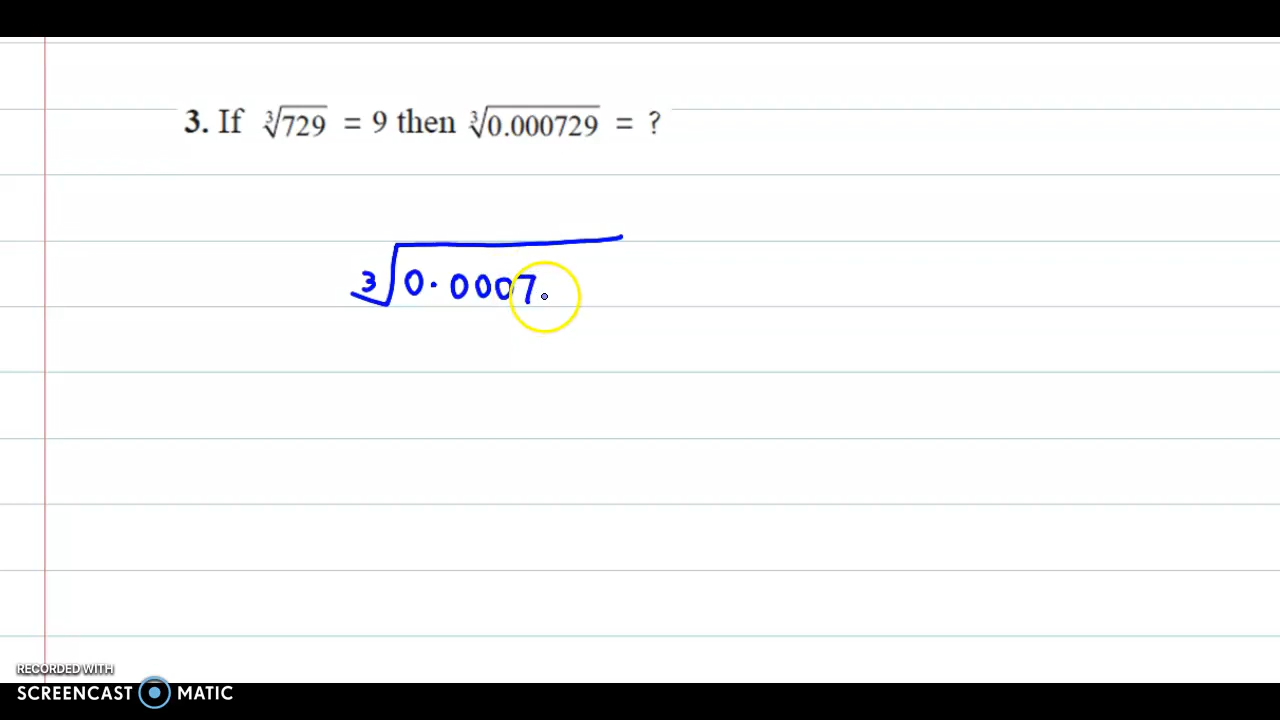 3. If ∛729 = 9 then ∛0.000729 = ?
∛0.0007
RECORDED WITH
SCREENCAST MATIC